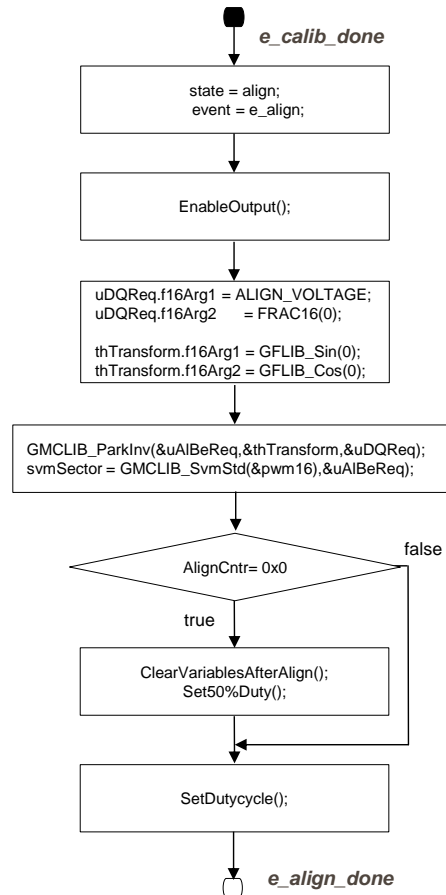 e_calib_done
state = align;
event = e_align;
EnableOutput();
uDQReq.f16Arg1 = ALIGN_VOLTAGE;
uDQReq.f16Arg2 = FRAC16(0);
thTransform.f16Arg1 = GFLIB_Sin(0);
thTransform.f16Arg2 = GFLIB_Cos(0);
GMCLIB_ParkInv(&uAlBeReq,&thTransform,&uDQReq);
svmSector = GMCLIB_SvmStd(&pwm16),&uAlBeReq);
false
AlignCntr= 0x0
true
ClearVariablesAfterAlign();
Set50%Duty();
SetDutycycle();
e_align_done